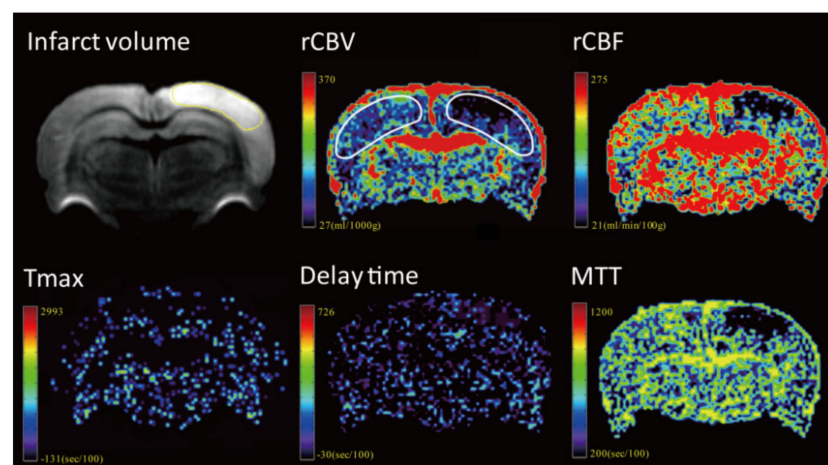 Infarct volume
rCBV
rCBF
370
27(ml/1000g)
275
21(ml/min/100g)
Tmax
Delay time
MTT
2993
-131(sec/100)
726
-30(sec/100)
1200
200(sec/100)